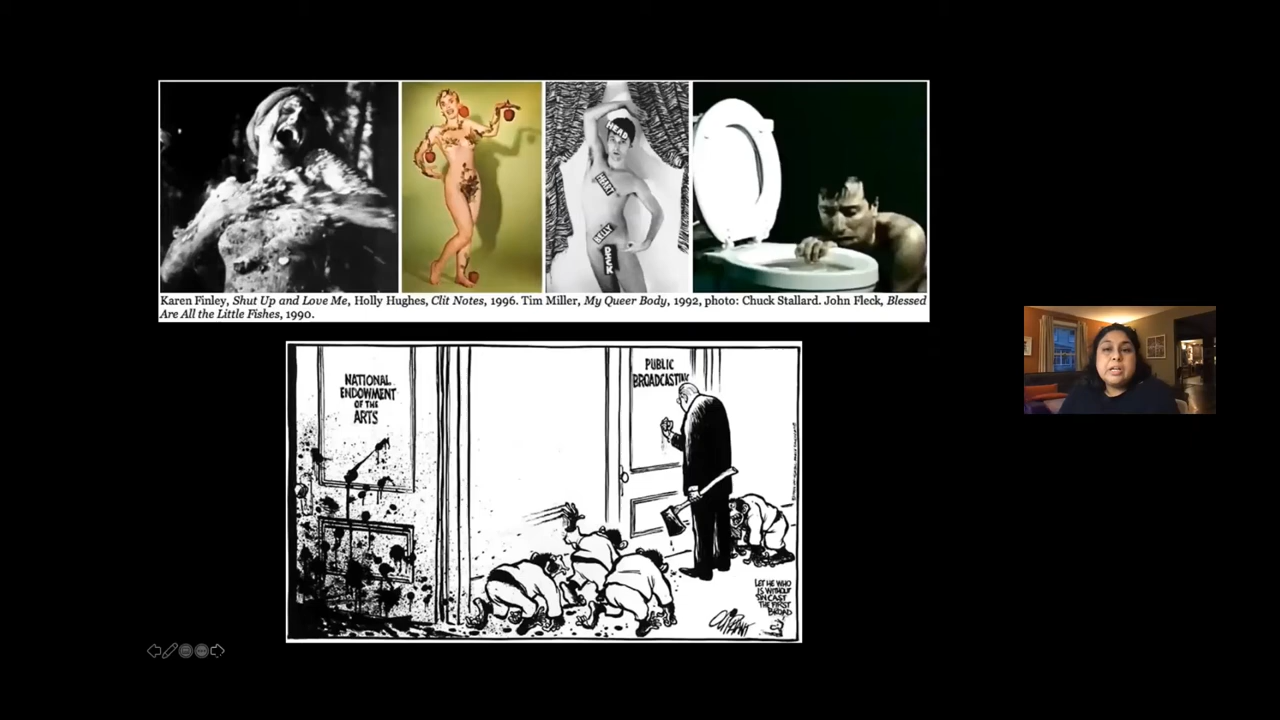 HEAD
HEART
BELLY
DICK
Karen Finley, Shut Up and Love Me, Holly Hughes, Clit Notes, 1996. Tim Miller, My Queer Body, 1992, photo: Chuck Stallard. John Fleck, Blessed
Are All the Little Fishes, 1990.
NATIONAL
ENDOWMENT
OF THE
ARTS
PUBLIC
BROADCASTING
LET HE WHO
IS WITHOUT
SIN CAST
THE FIRST
BROAD
OLIPHANT